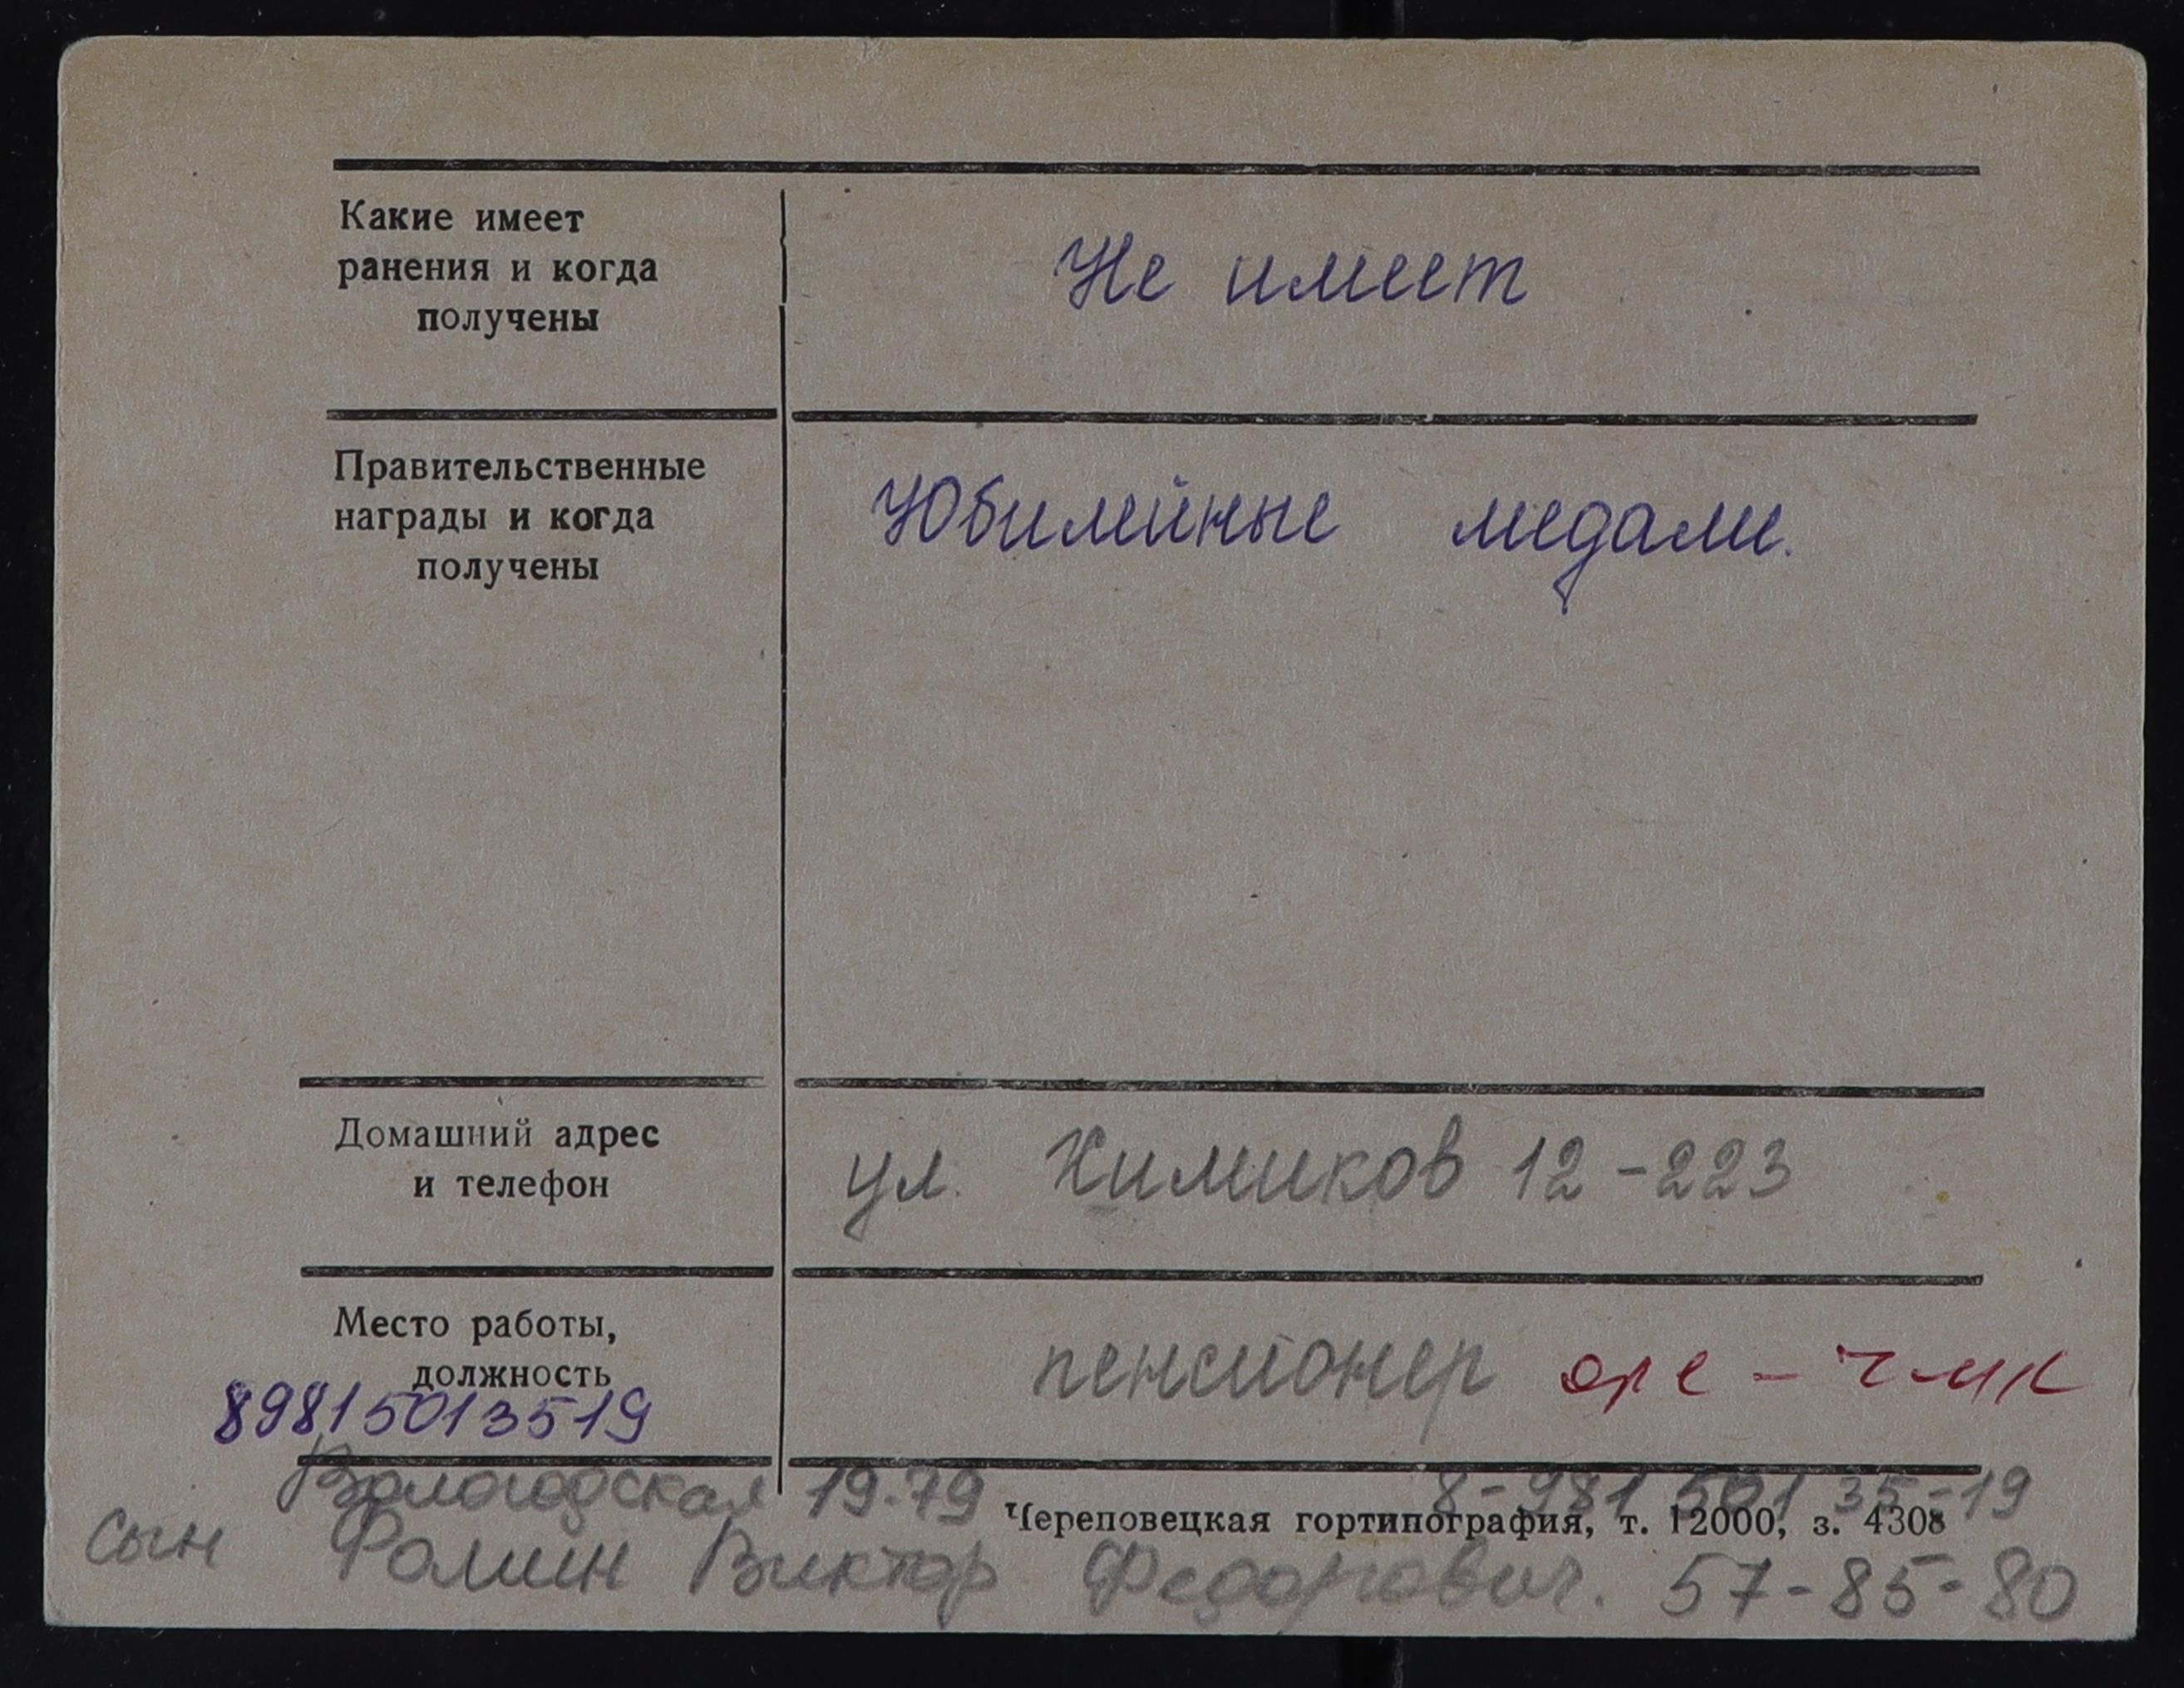 Какие имеет
ранения и когда
получены
Не имеет
Правительственные
награды и когда
получены
Юбилейные медали.
Домашний адрес
и телефон
ул. Химиков 12-223
Место работы,
должность
пенсионер орс - чмк
89815013519
Вологодская 19-79 8-981 501 35-19
Череповецкая гортипография, т. 12000, з. 4308
сын Фомин Виктор Федорович. 57-85-80